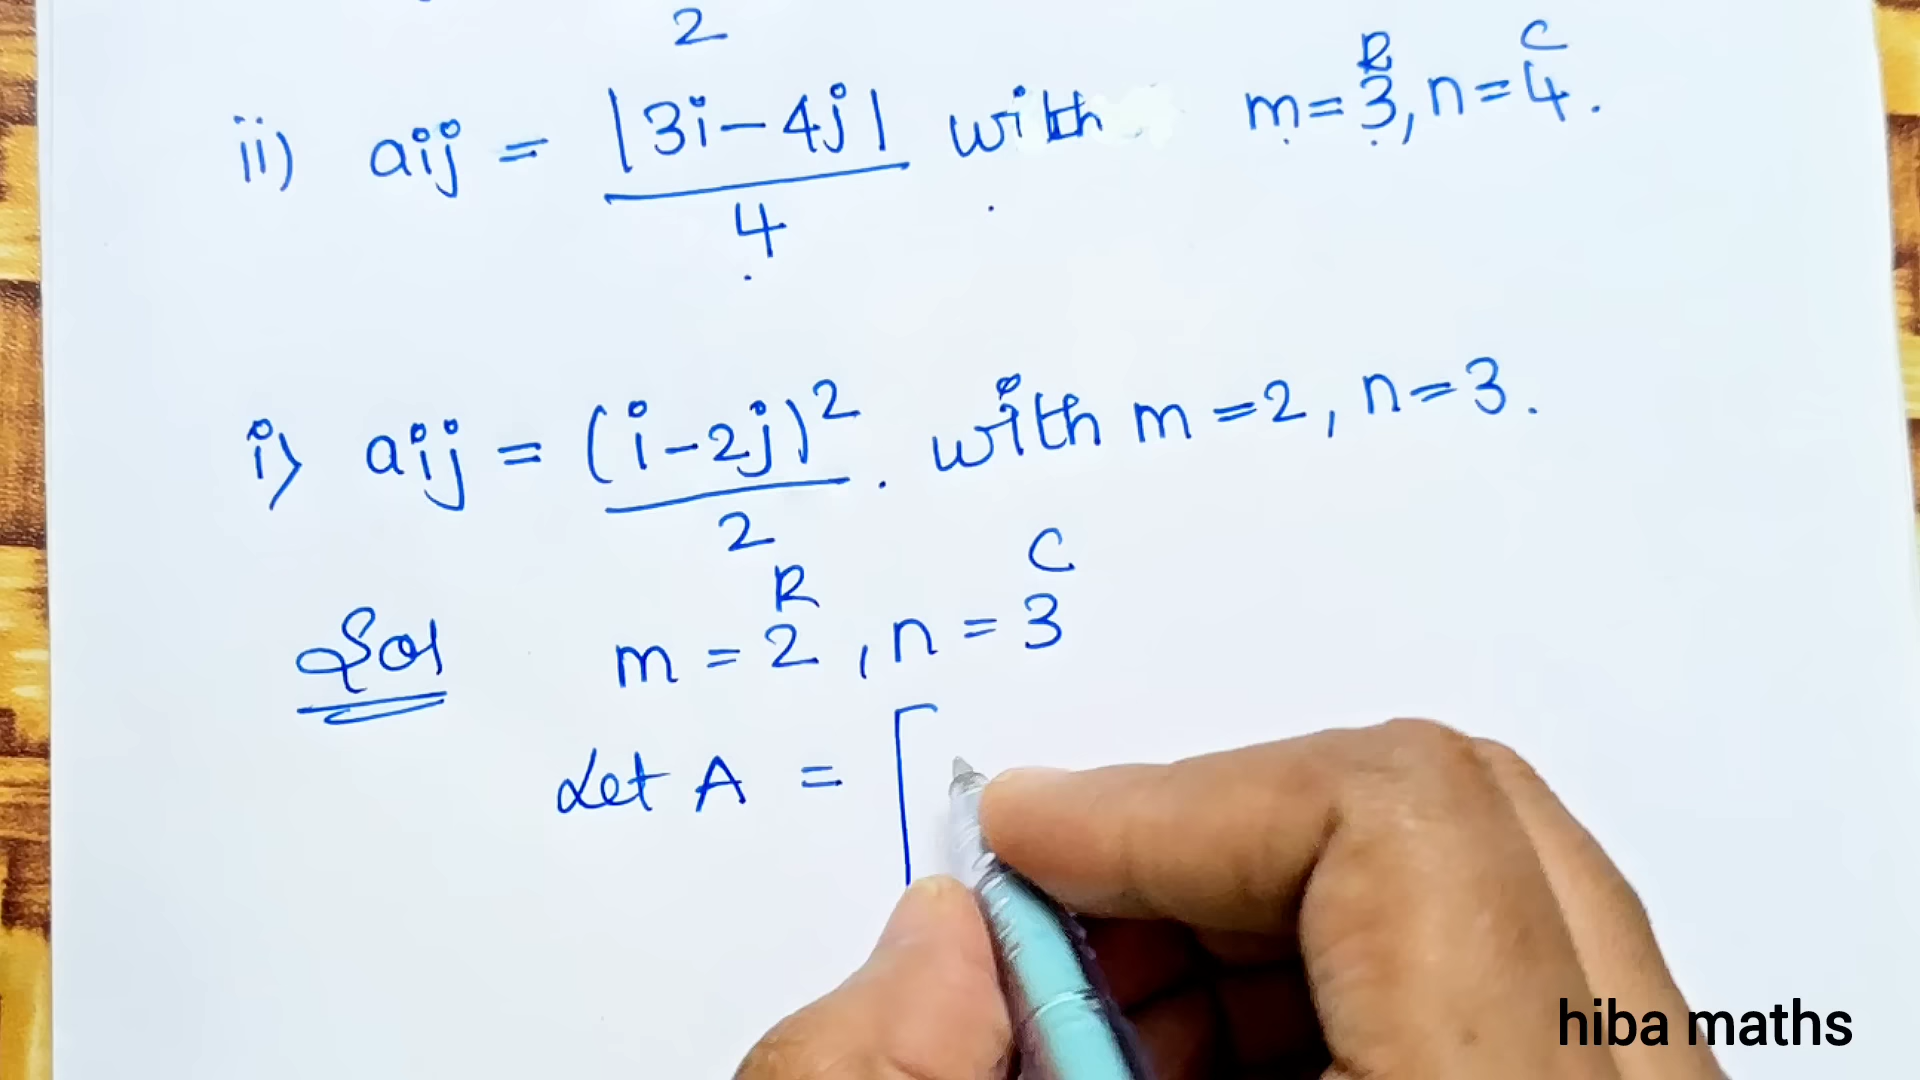 2
ii) aij = |3i-4j| with m=3, n=4.
R C
4
i) aij = (i-2j)² . with m=2, n=3.
2
R C
Sol m = 2, n = 3
Let A = [
hiba maths